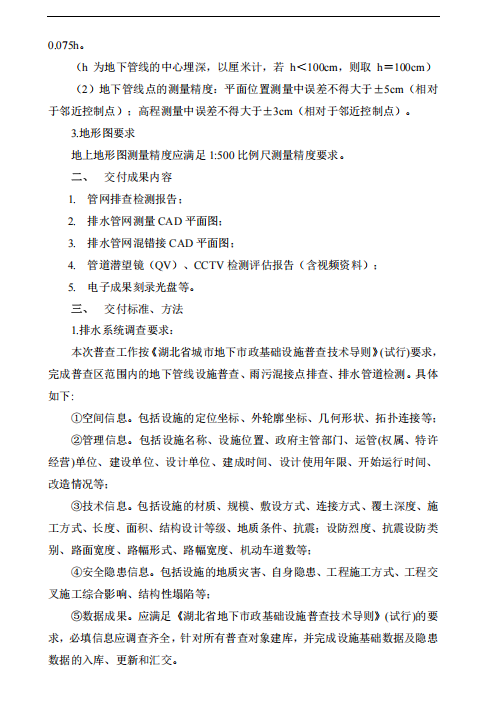 0.075h。
（h 为地下管线的中心埋深，以厘米计，若 h＜100cm，则取 h＝100cm）
（2）地下管线点的测量精度：平面位置测量中误差不得大于±5cm（相对
于邻近控制点）；高程测量中误差不得大于±3cm（相对于邻近控制点）。
3.地形图要求
地上地形图测量精度应满足 1:500 比例尺测量精度要求。
二、 交付成果内容
1. 管网排查检测报告；
2. 排水管网测量 CAD 平面图；
3. 排水管网混错接 CAD 平面图；
4. 管道潜望镜（QV）、CCTV 检测评估报告（含视频资料）；
5. 电子成果刻录光盘等。
三、 交付标准、方法
1.排水系统调查要求：
本次普查工作按《湖北省城市地下市政基础设施普查技术导则》(试行)要求，
完成普查区范围内的地下管线设施普查、雨污混接点排查、排水管道检测。具体
如下:
①空间信息。包括设施的定位坐标、外轮廓坐标、几何形状、拓扑连接等；
②管理信息。包括设施名称、设施位置、政府主管部门、运管(权属、特许
经营)单位、建设单位、设计单位、建成时间、设计使用年限、开始运行时间、
改造情况等；
③技术信息。包括设施的材质、规模、敷设方式、连接方式、覆土深度、施
工方式、长度、面积、结构设计等级、地质条件、抗震；设防烈度、抗震设防类
别、路面宽度、路幅形式、路幅宽度、机动车道数等；
④安全隐患信息。包括设施的地质灾害、自身隐患、工程施工方式、工程交
叉施工综合影响、结构性塌陷等；
⑤数据成果。应满足《湖北省地下市政基础设施普查技术导则》(试行)的要
求，必填信息应调查齐全，针对所有普查对象建库，并完成设施基础数据及隐患
数据的入库、更新和汇交。